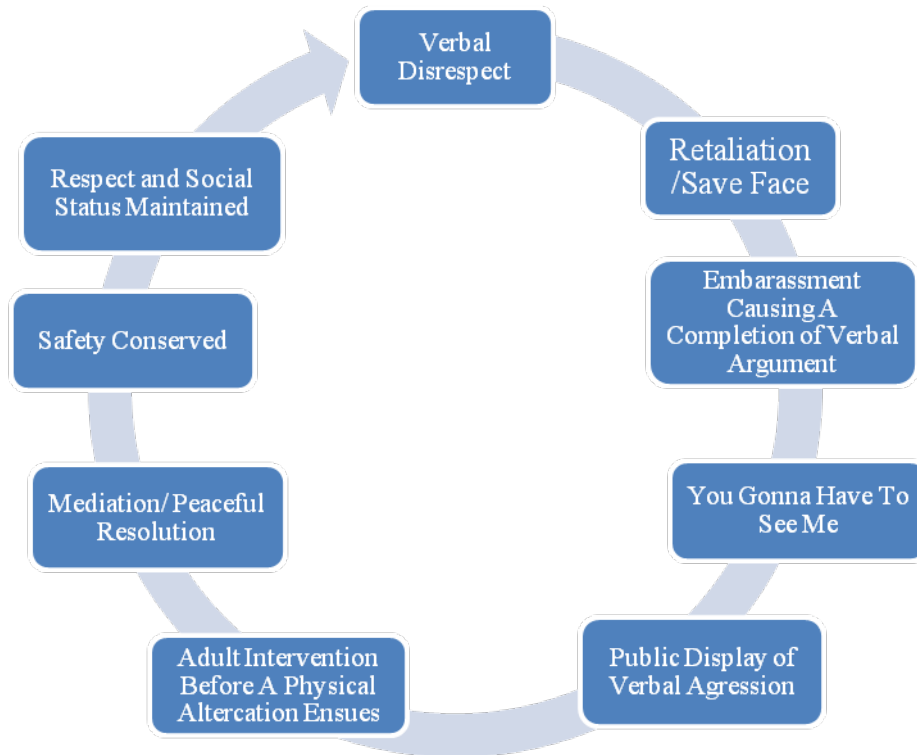 Verbal
Disrespect
Retaliation
/Save Face
Embarassment
Causing A
Completion of Verbal
Argument
You Gonna Have To
See Me
Public Display of
Verbal Agression
Adult Intervention
Before A Physical
Altercation Ensues
Mediation/ Peaceful
Resolution
Safety Conserved
Respect and Social
Status Maintained